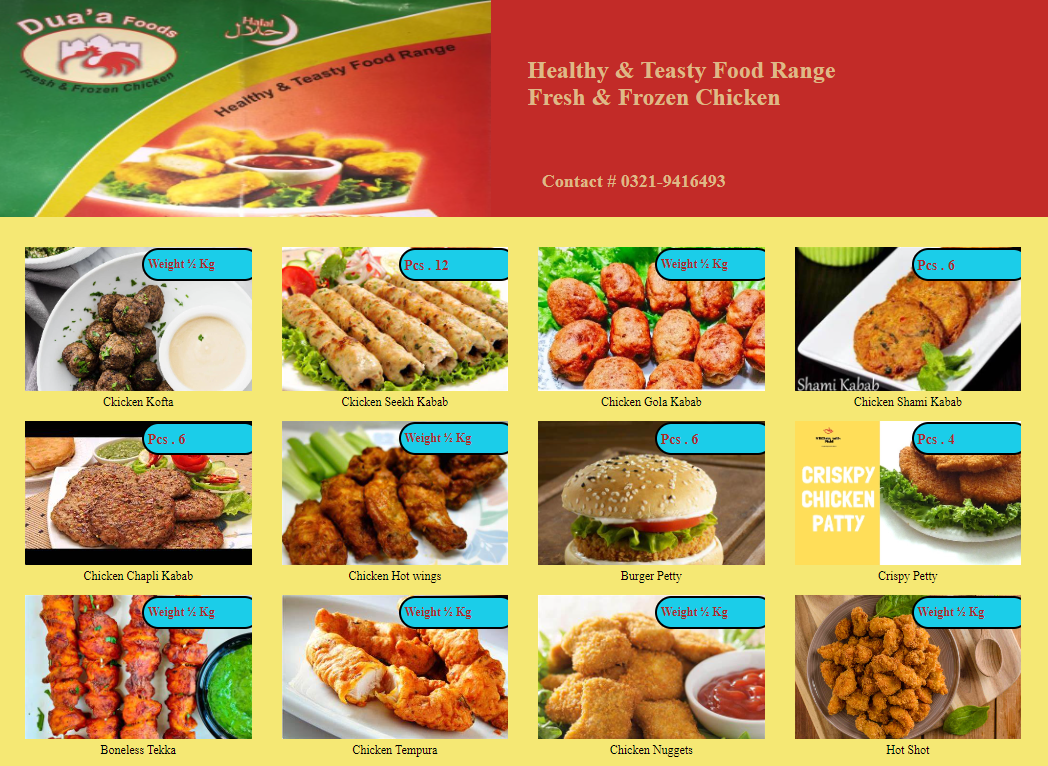 Dua'a Foods
Fresh & Frozen Chicken
Halal
حلال
Healthy & Teasty Food Range
Healthy & Teasty Food Range
Fresh & Frozen Chicken
Contact # 0321-9416493
Weight ½ Kg
Pcs . 12
Weight ½ Kg
Pcs . 6
Shami Kabab
Ckicken Kofta
Ckicken Seekh Kabab
Chicken Gola Kabab
Chicken Shami Kabab
Pcs . 6
Weight ½ Kg
Pcs . 6
Pcs . 4
CRISKPY
CHICKEN
PATTY
Chicken Chapli Kabab
Chicken Hot wings
Burger Petty
Crispy Petty
Weight ½ Kg
Weight ½ Kg
Weight ½ Kg
Weight ½ Kg
Boneless Tekka
Chicken Tempura
Chicken Nuggets
Hot Shot